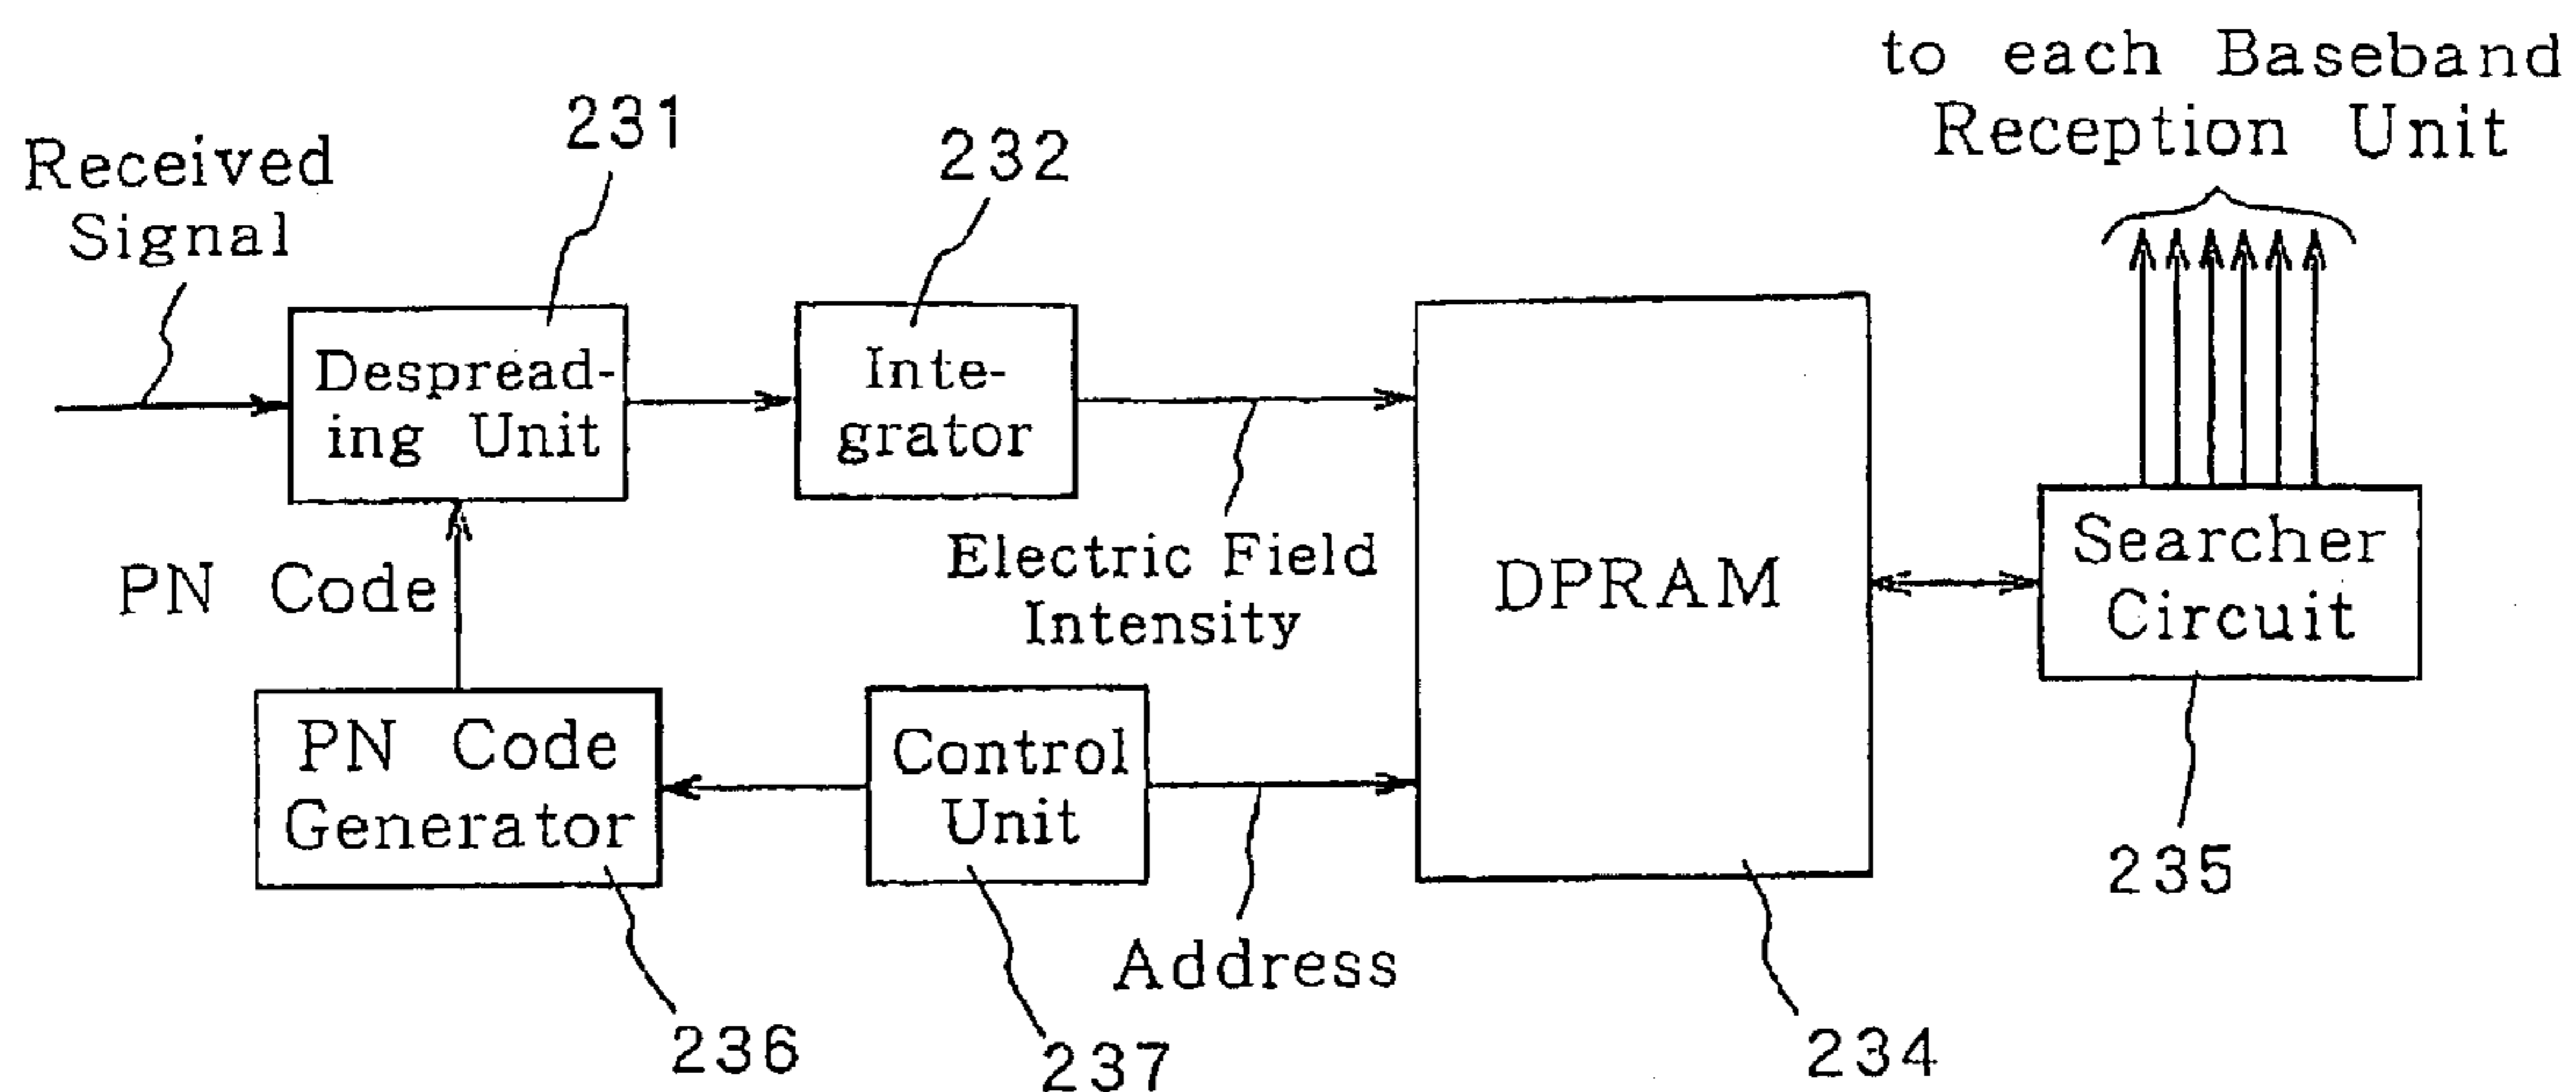 to each Baseband
Reception Unit
231
232
Received
Signal
Despread-
ing Unit
Inte-
grator
Electric Field
Intensity
DPRAM
Searcher
Circuit
PN Code
PN Code
Generator
Control
Unit
Address
235
236
237
234